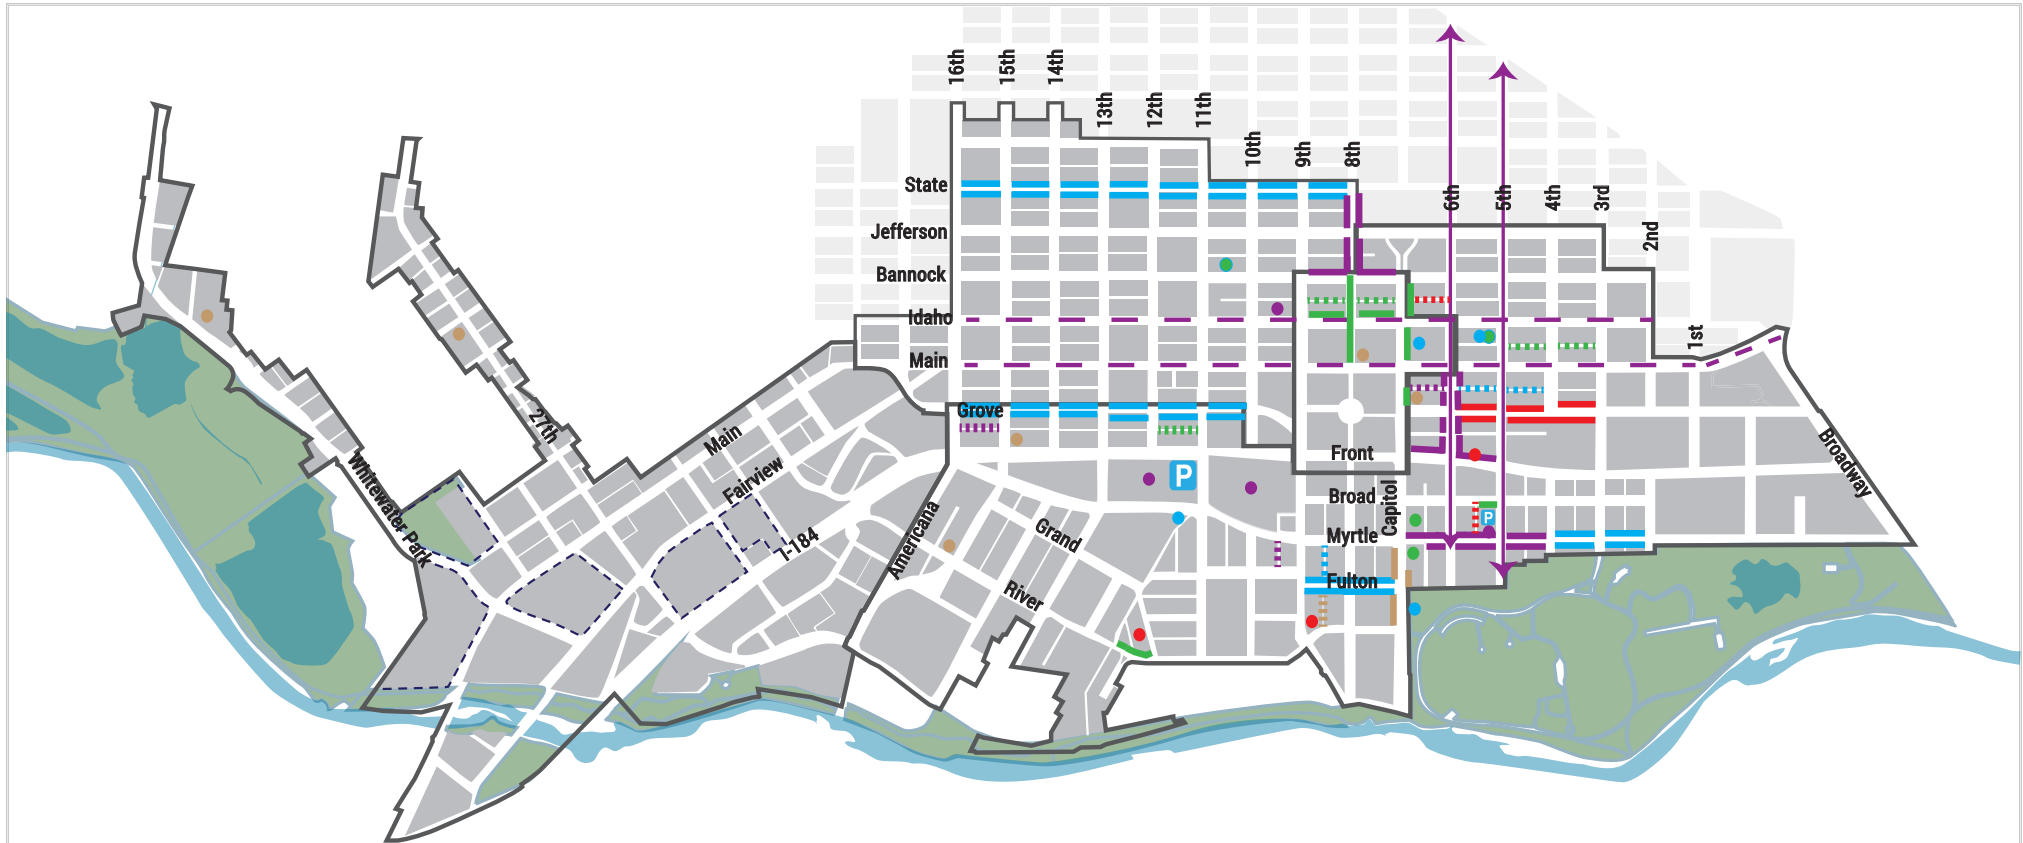 16th
15th
14th
13th
12th
11th
10th
9th
8th
6th
5th
4th
3rd
2nd
1st
State
Jefferson
Bannock
Idaho
Main
Grove
27th
Main
Fairview
I-184
Whitewater Park
Americana
Grand
River
P
Front
Broad
Capitol
Myrtle
Fulton
P
Broadway